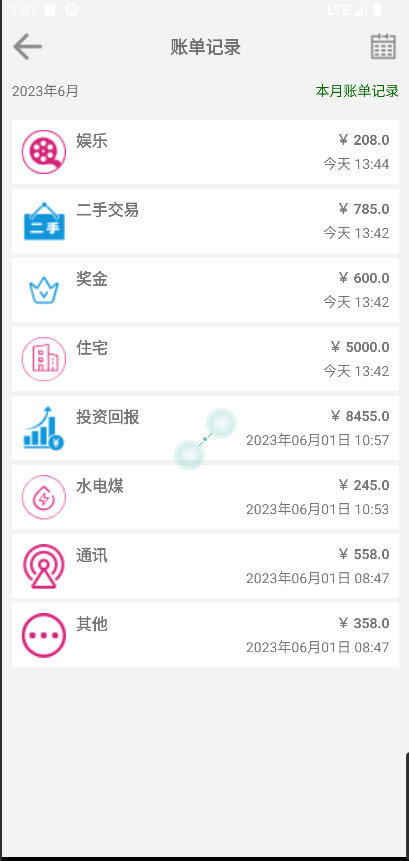 1:51 LTE
账单记录
2023年6月 本月账单记录
娱乐 ¥ 208.0
今天 13:44
二手
二手交易 ¥ 785.0
今天 13:42
奖金 ¥ 600.0
今天 13:42
住宅 ¥ 5000.0
今天 13:42
¥
投资回报 ¥ 8455.0
2023年06月01日 10:57
水电煤 ¥ 245.0
2023年06月01日 10:53
通讯 ¥ 558.0
2023年06月01日 08:47
其他 ¥ 358.0
2023年06月01日 08:47